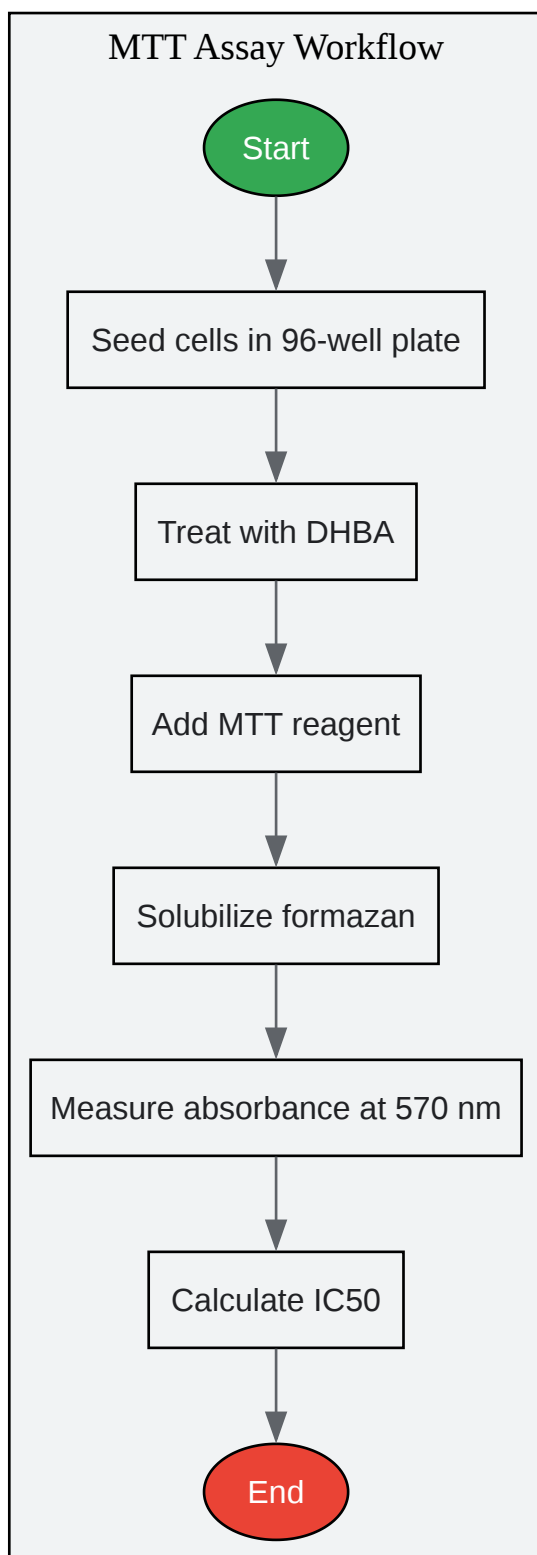 MTT Assay Workflow
Start
Seed cells in 96-well plate
Treat with DHBA
Add MTT reagent
Solubilize formazan
Measure absorbance at 570 nm
Calculate IC50
End